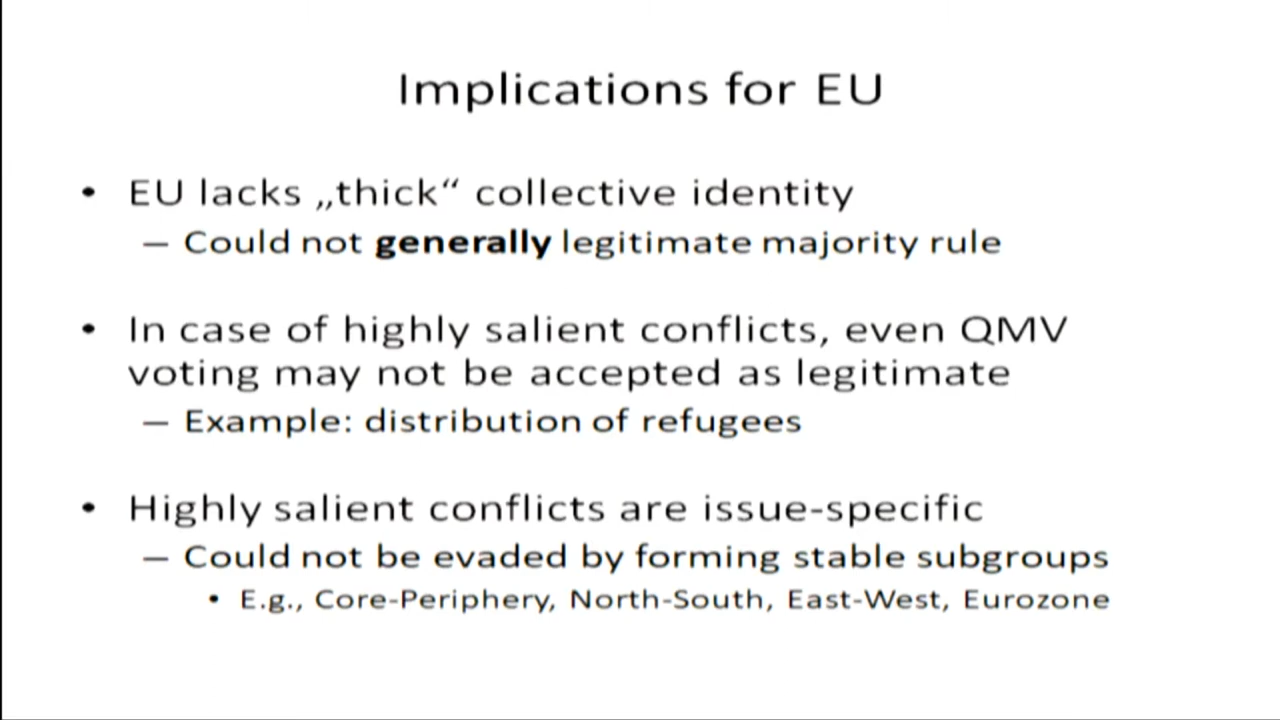 Implications for EU
• EU lacks „thick“ collective identity
– Could not generally legitimate majority rule
• In case of highly salient conflicts, even QMV
voting may not be accepted as legitimate
– Example: distribution of refugees
• Highly salient conflicts are issue-specific
– Could not be evaded by forming stable subgroups
• E.g., Core-Periphery, North-South, East-West, Eurozone